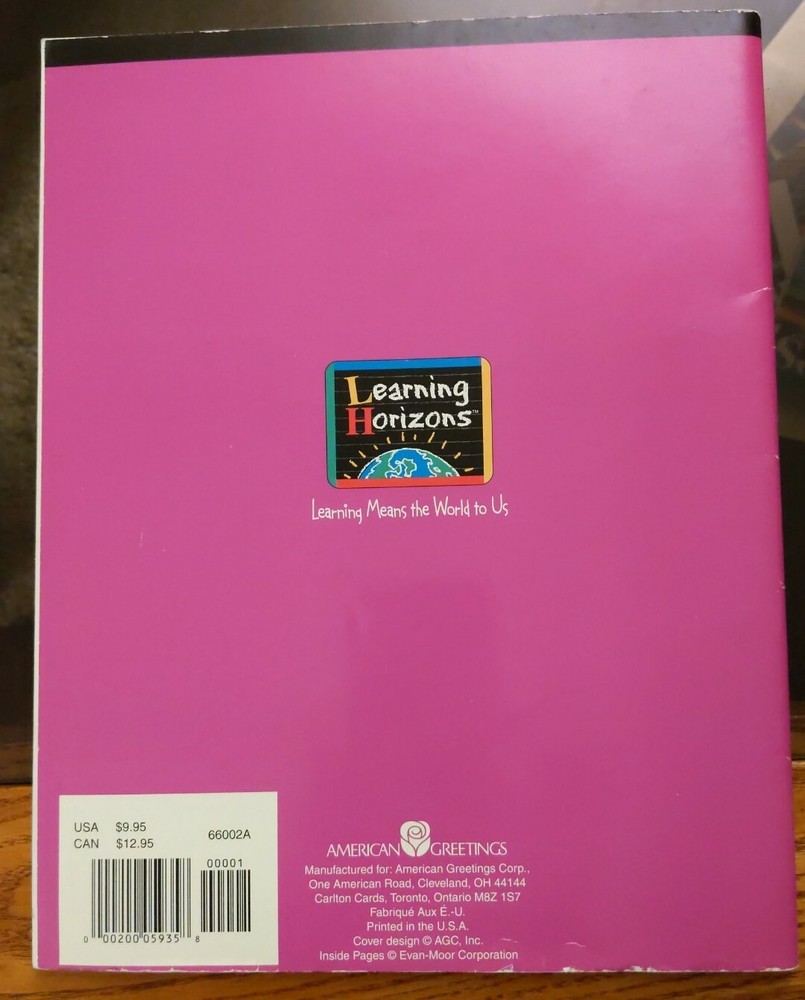 Learning
Horizons™
Learning Means the World to Us
USA $9.95
CAN $12.95
66002A
00001
0 00200 05935 8
AMERICAN GREETINGS
Manufactured for: American Greetings Corp.,
One American Road, Cleveland, OH 44144
Carlton Cards, Toronto, Ontario M8Z 1S7
Fabriqué Aux É.-U.
Printed in the U.S.A.
Cover design © AGC, Inc.
Inside Pages © Evan-Moor Corporation